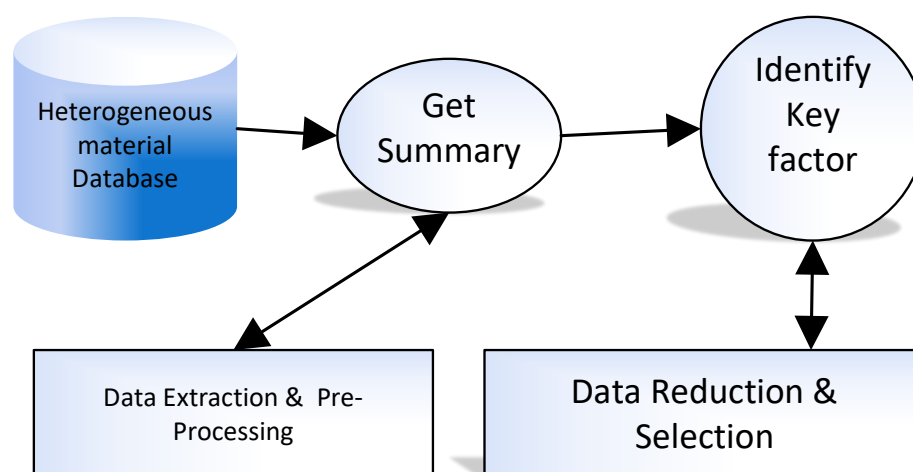 Heterogeneous
material
Database
Get
Summary
Identify
Key
factor
Data Extraction &  Pre-
Processing
Data Reduction &
Selection